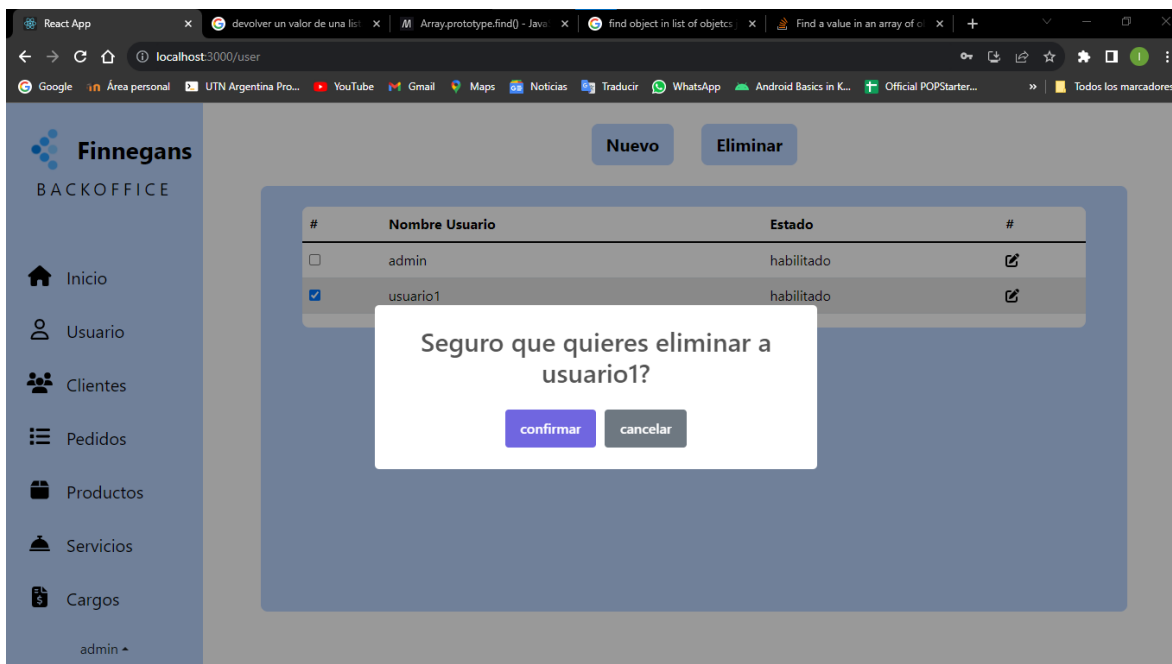 React App
devolver un valor de una list
Array.prototype.find() - Java
find object in list of objetcs
Find a value in an array of o
localhost:3000/user
Google
Área personal
UTN Argentina Pro...
YouTube
Gmail
Maps
Noticias
Traducir
WhatsApp
Android Basics in K...
Official POPStarter...
»
Todos los marcadores
Finnegans
BACKOFFICE
Nuevo
Eliminar
# Nombre Usuario Estado #
admin habilitado
usuario1 habilitado
Inicio
Usuario
Clientes
Pedidos
Productos
Servicios
Cargos
admin
Seguro que quieres eliminar a
usuario1?
confirmar
cancelar